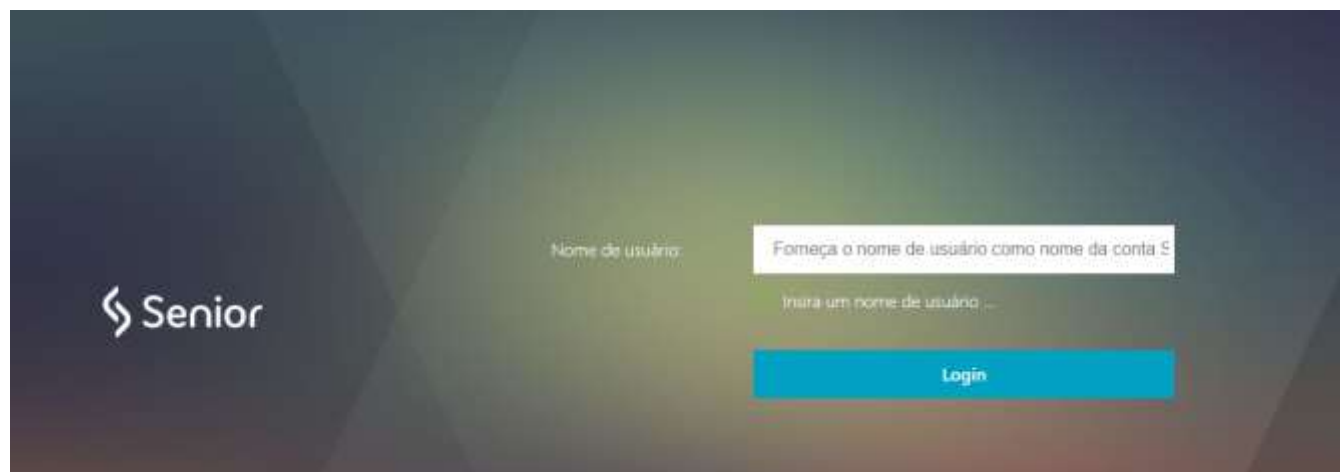 Nome de usuário:
Forneça o nome de usuário como nome da conta S
Senior
Insira um nome de usuário ...
Login